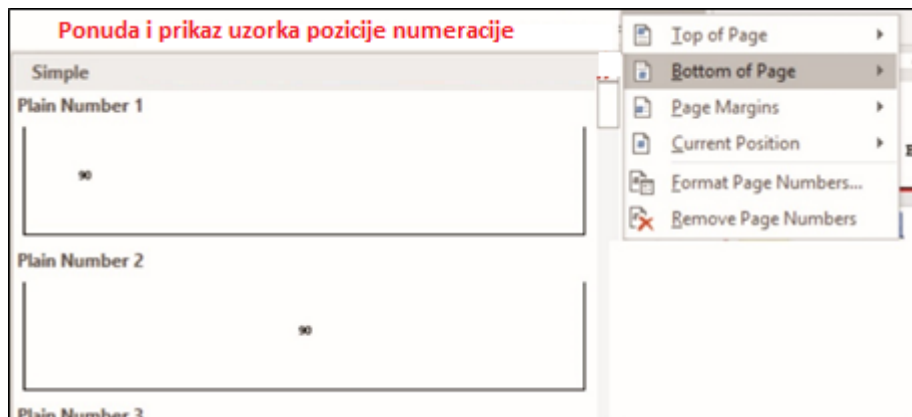 Ponuda i prikaz uzorka pozicije numeracije
Simple
Plain Number 1
90
Plain Number 2
90
Plain Number 3
Top of Page
Bottom of Page
Page Margins
Current Position
Format Page Numbers...
Remove Page Numbers